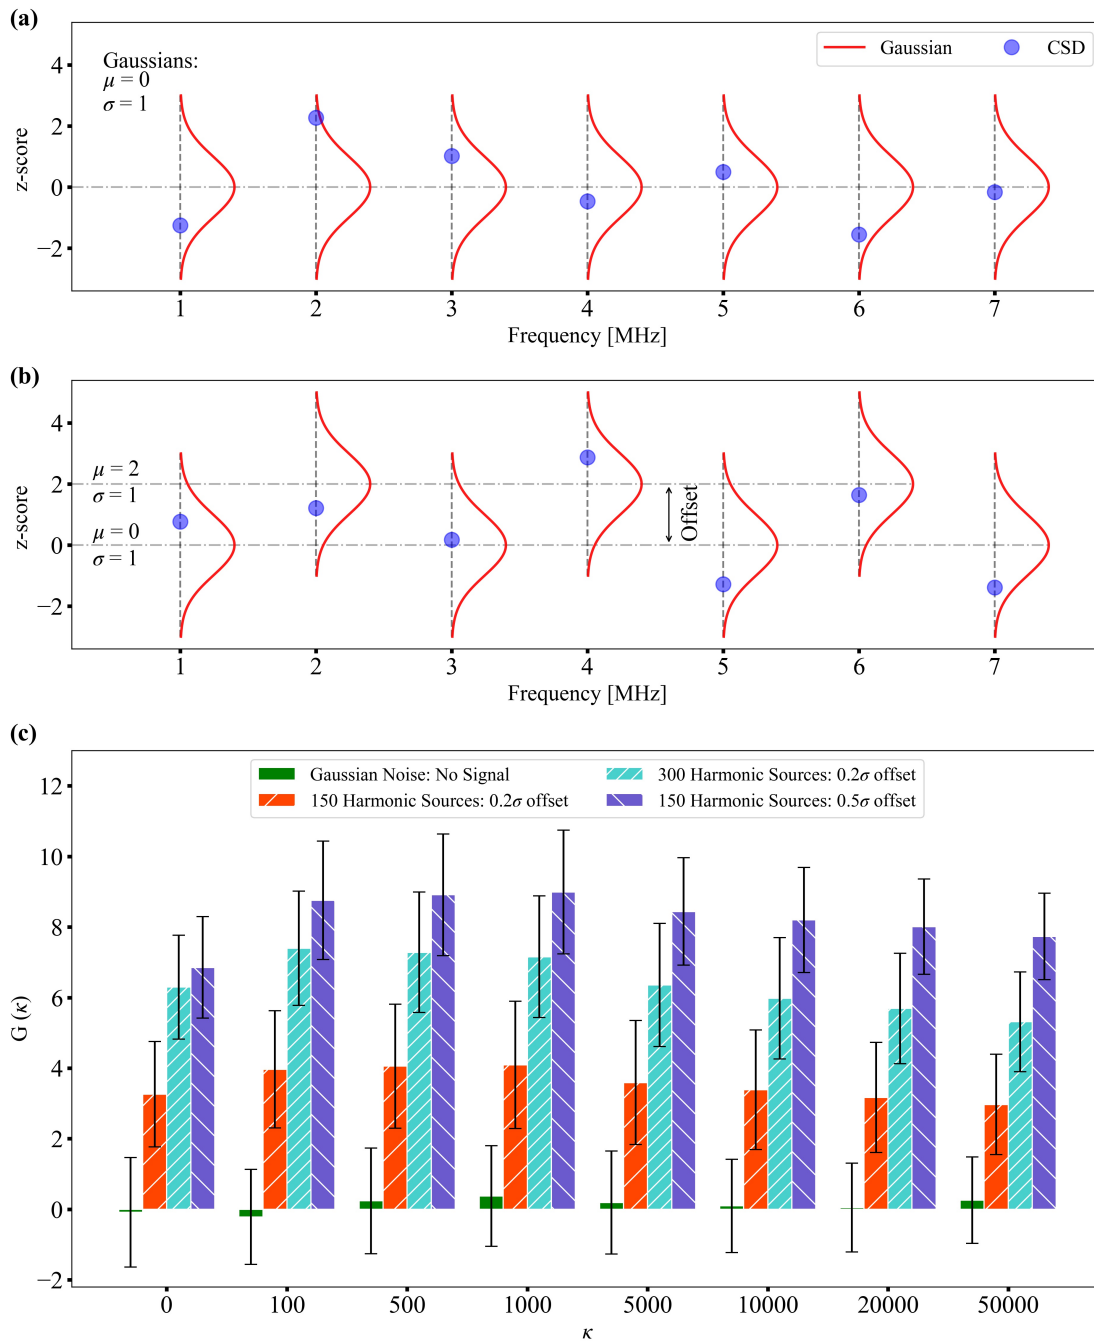 (a)
Gaussians:
μ = 0
σ = 1
Gaussian
CSD
4
2
0
−2
z-score
1 2 3 4 5 6 7
Frequency [MHz]
(b)
4
2
0
−2
z-score
μ = 2
σ = 1
μ = 0
σ = 1
Offset
1 2 3 4 5 6 7
Frequency [MHz]
(c)
Gaussian Noise: No Signal
150 Harmonic Sources: 0.2σ offset
300 Harmonic Sources: 0.2σ offset
150 Harmonic Sources: 0.5σ offset
12
10
8
6
4
2
0
−2
G (κ)
0 100 500 1000 5000 10000 20000 50000
κ